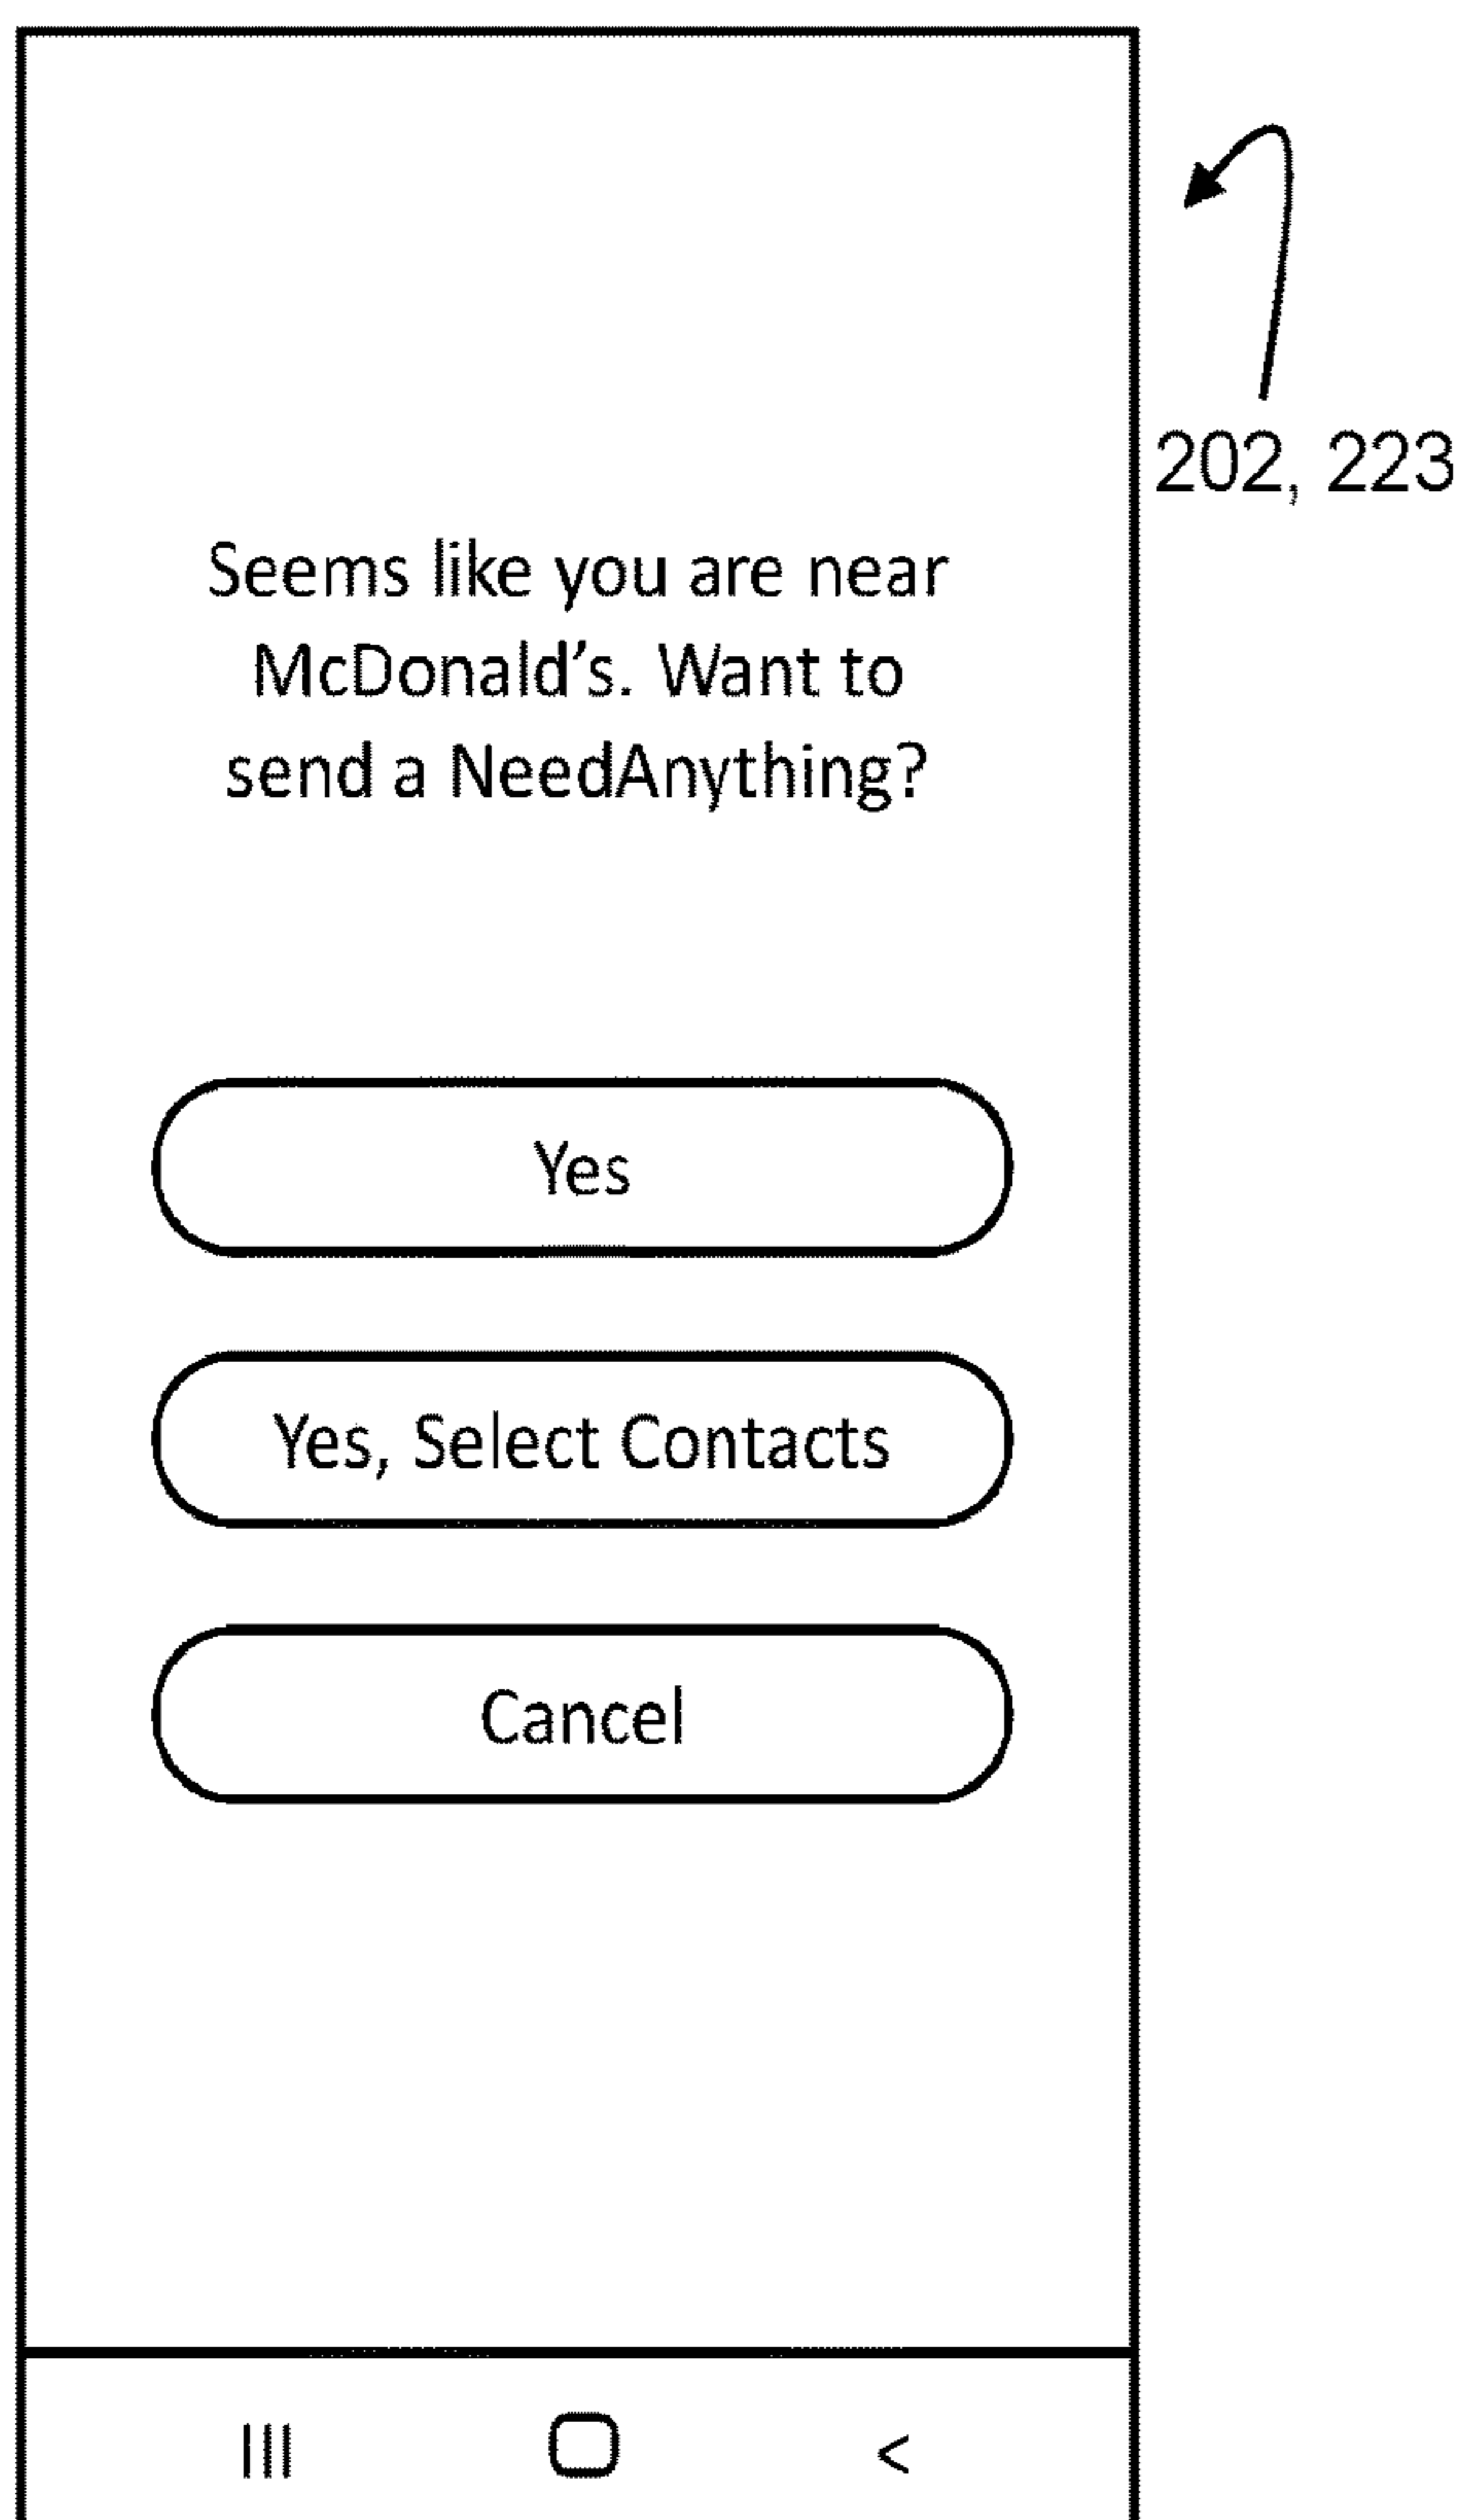 202, 223
Seems like you are near
McDonald's. Want to
send a NeedAnything?
Yes
Yes, Select Contacts
Cancel